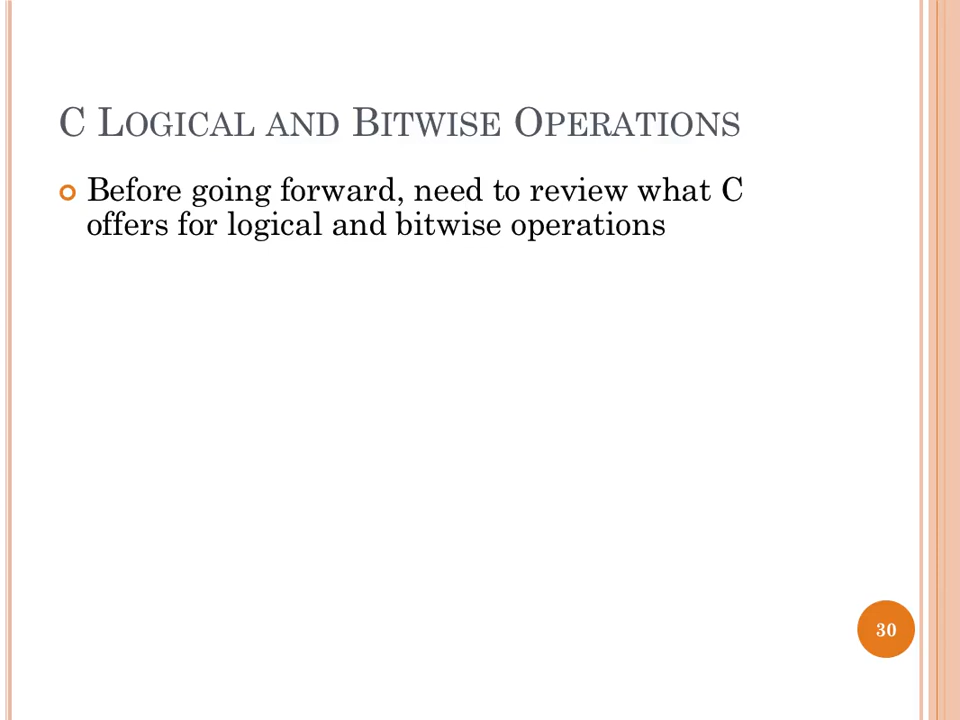 C LOGICAL AND BITWISE OPERATIONS
Before going forward, need to review what C
offers for logical and bitwise operations
30